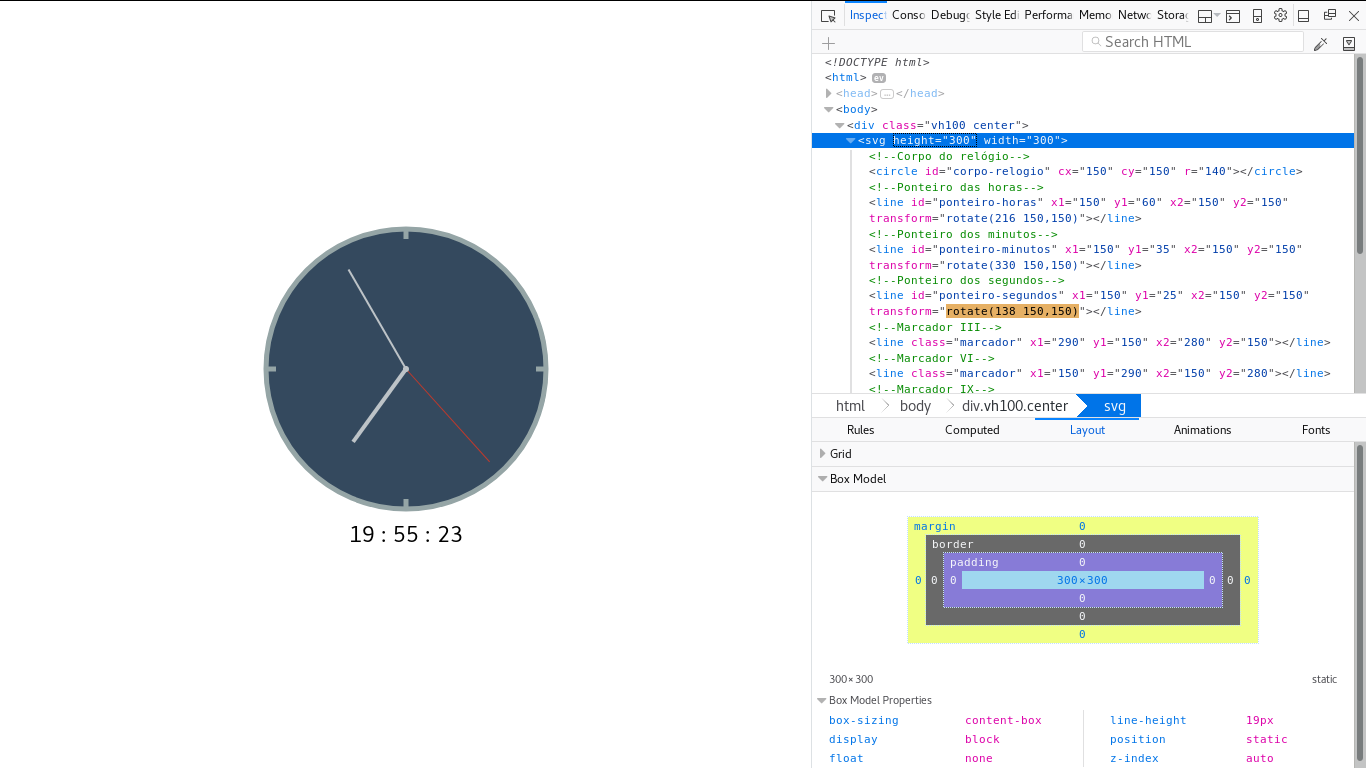 19 : 55 : 23
Inspec Conso Debugg Style Edi Performa Memo Netwo Storag
Search HTML
<!DOCTYPE html>
<html> ev
<head> … </head>
<body>
<div class="vh100 center">
<svg height="300" width="300">
<!--Corpo do relógio-->
<circle id="corpo-relogio" cx="150" cy="150" r="140"></circle>
<!--Ponteiro das horas-->
<line id="ponteiro-horas" x1="150" y1="60" x2="150" y2="150"
transform="rotate(216 150,150)"></line>
<!--Ponteiro dos minutos-->
<line id="ponteiro-minutos" x1="150" y1="35" x2="150" y2="150"
transform="rotate(330 150,150)"></line>
<!--Ponteiro dos segundos-->
<line id="ponteiro-segundos" x1="150" y1="25" x2="150" y2="150"
transform="rotate(138 150,150)"></line>
<!--Marcador III-->
<line class="marcador" x1="290" y1="150" x2="280" y2="150"></line>
<!--Marcador VI-->
<line class="marcador" x1="150" y1="290" x2="150" y2="280"></line>
<!--Marcador IX-->
html body div.vh100.center svg
Rules Computed Layout Animations Fonts
Grid
Box Model
margin 0
border 0
padding 0
0 0 0 300×300 0 0 0
0
0
0
300×300 static
Box Model Properties
box-sizing content-box line-height 19px
display block position static
float none z-index auto